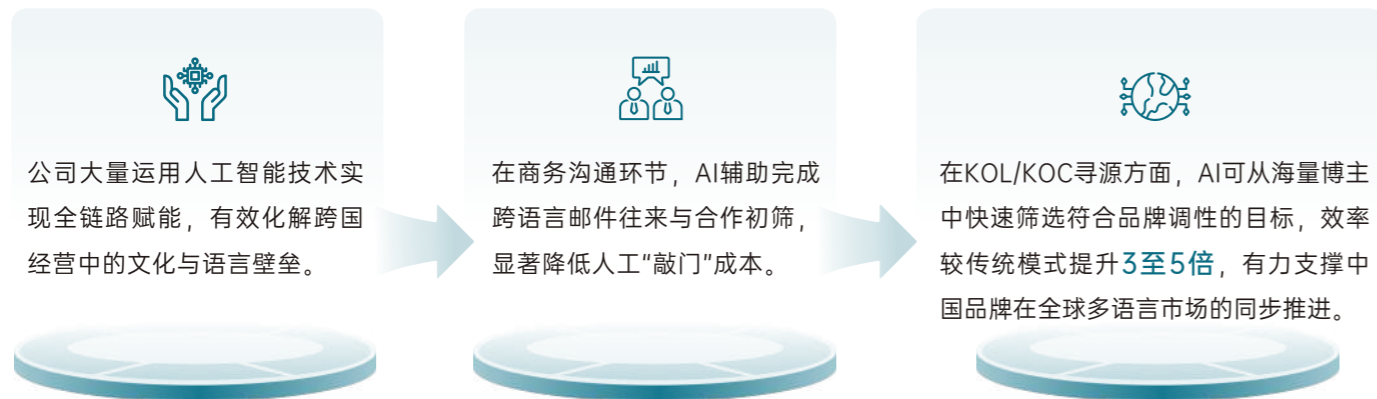 公司大量运用人工智能技术实
现全链路赋能，有效化解跨国
经营中的文化与语言壁垒。
在商务沟通环节，AI辅助完成
跨语言邮件往来与合作初筛，
显著降低人工“敲门”成本。
在KOL/KOC寻源方面，AI可从海量博主
中快速筛选符合品牌调性的目标，效率
较传统模式提升3至5倍，有力支撑中
国品牌在全球多语言市场的同步推进。